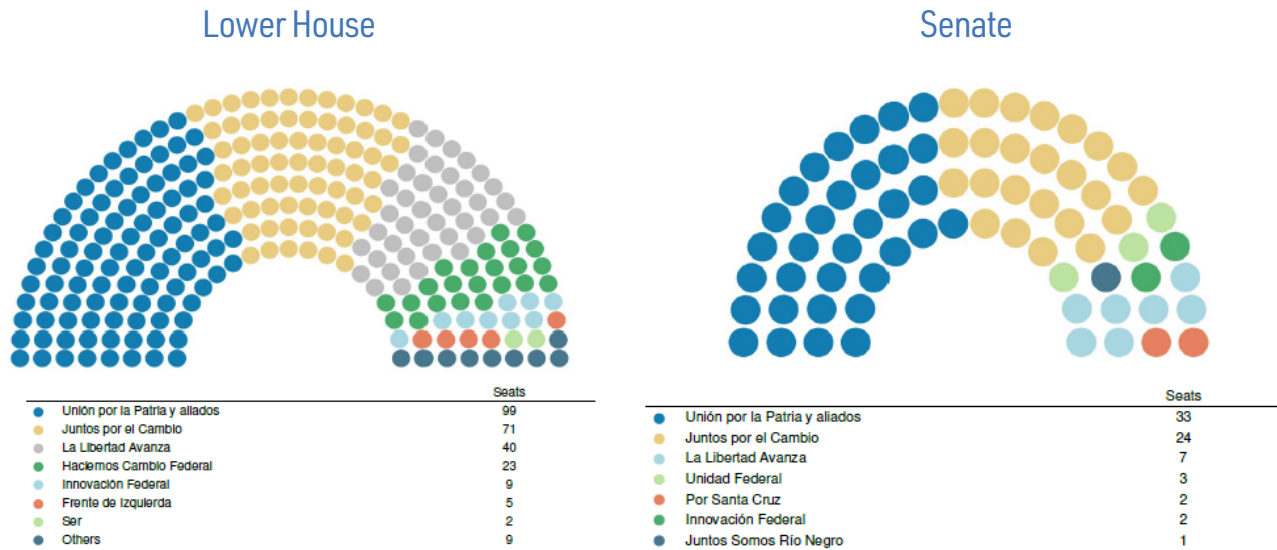 Lower House
Seats
Unión por la Patria y aliados 99
Juntos por el Cambio 71
La Libertad Avanza 40
Haciemos Cambio Federal 23
Innovación Federal 9
Frente de Izquierda 5
Ser 2
Others 9
Senate
Seats
Unión por la Patria y aliados 33
Juntos por el Cambio 24
La Libertad Avanza 7
Unidad Federal 3
Por Santa Cruz 2
Innovación Federal 2
Juntos Somos Río Negro 1